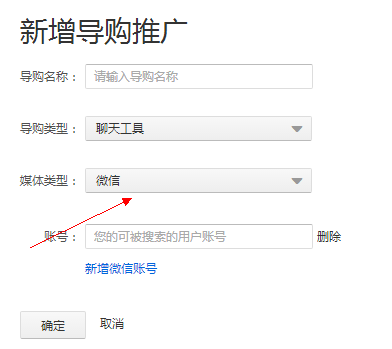 新增导购推广
导购名称： 请输入导购名称
导购类型： 聊天工具
媒体类型： 微信
账号： 您的可被搜索的用户账号 删除
新增微信账号
确定 取消